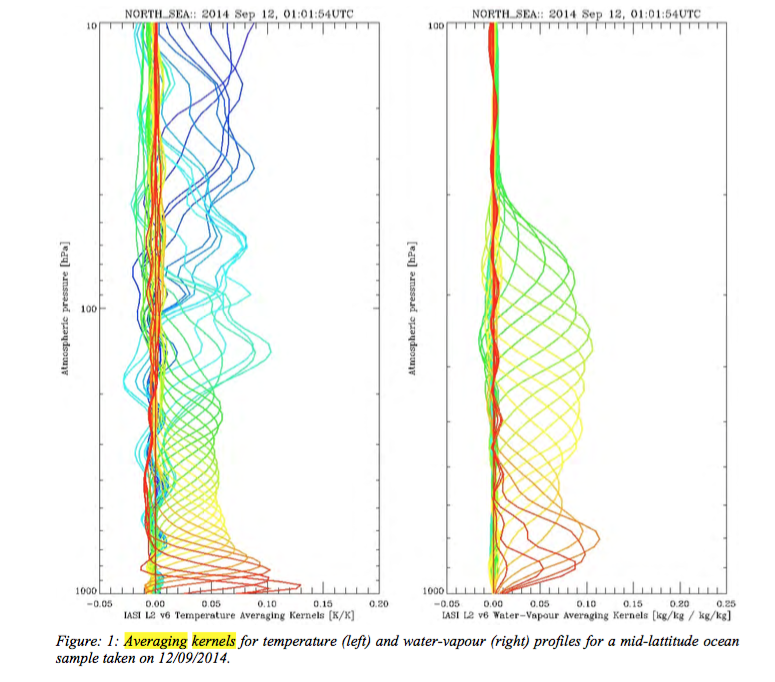 NORTH_SEA:: 2014 Sep 12, 01:01:54UTC
NORTH_SEA:: 2014 Sep 12, 01:01:54UTC
10
100
1000
Atmospheric pressure [hPa]
-0.05 0.00 0.05 0.10 0.15 0.20
IASI L2 v6 Temperature Averaging Kernels [K/K]
100
1000
Atmospheric pressure [hPa]
-0.05 0.00 0.05 0.10 0.15 0.20 0.25
IASI L2 v6 Water-Vapour Averaging Kernels [kg/kg / kg/kg]
Figure: 1: Averaging kernels for temperature (left) and water-vapour (right) profiles for a mid-lattitude ocean
sample taken on 12/09/2014.